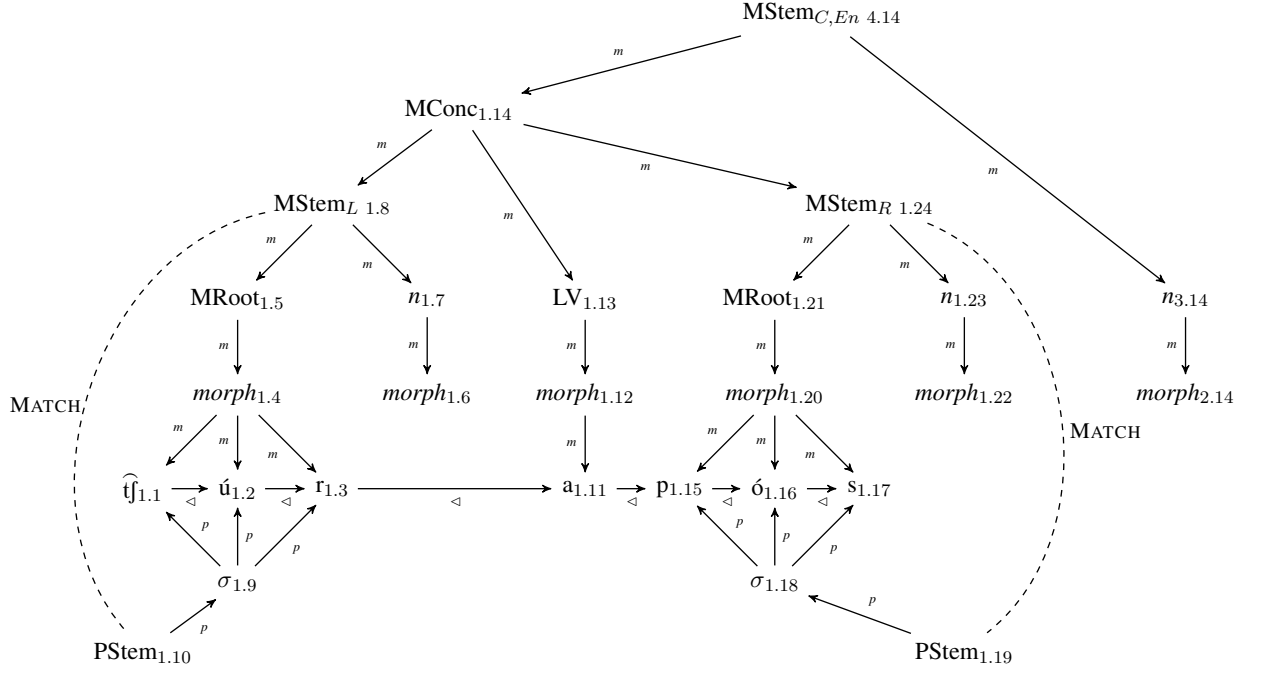 MStem_{C,En 4.14}
m
MConc_{1.14}
m m m m
MStem_{L 1.8} MStem_{R 1.24}
m m m m
MRoot_{1.5} n_{1.7} LV_{1.13} MRoot_{1.21} n_{1.23} n_{3.14}
m m m m m m
morph_{1.4} morph_{1.6} morph_{1.12} morph_{1.20} morph_{1.22} morph_{2.14}
MATCH MATCH
m m m m m m m
t͡ʃ_{1.1} ◁ ú_{1.2} ◁ r_{1.3} ◁ a_{1.11} ◁ p_{1.15} ◁ ó_{1.16} ◁ s_{1.17}
p p p p p p
σ_{1.9} σ_{1.18}
p p
PStem_{1.10} PStem_{1.19}